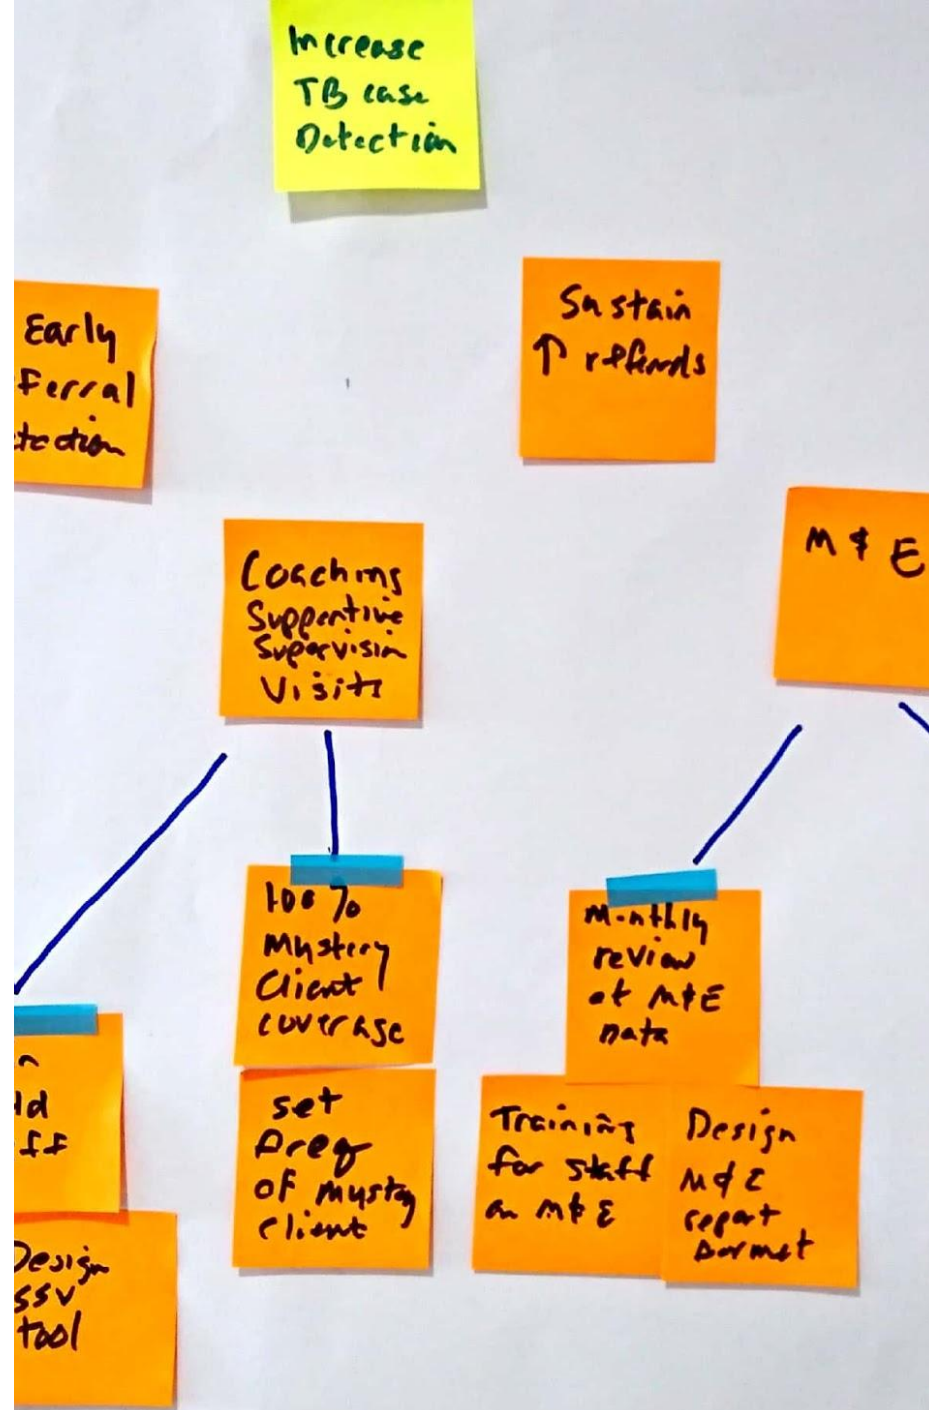 Increase
TB case
Detection
Sustain
↑ referrals
Early
ferral
tection
M & E
Coaching
Supportive
Supervision
Visits
100 %
Mystery
Client
coverage
Monthly
review
of M&E
Data
n
ld
ff
set
freq
of mystery
client
Training
for staff
on M&E
Design
M&E
report
format
Design
SSV
tool